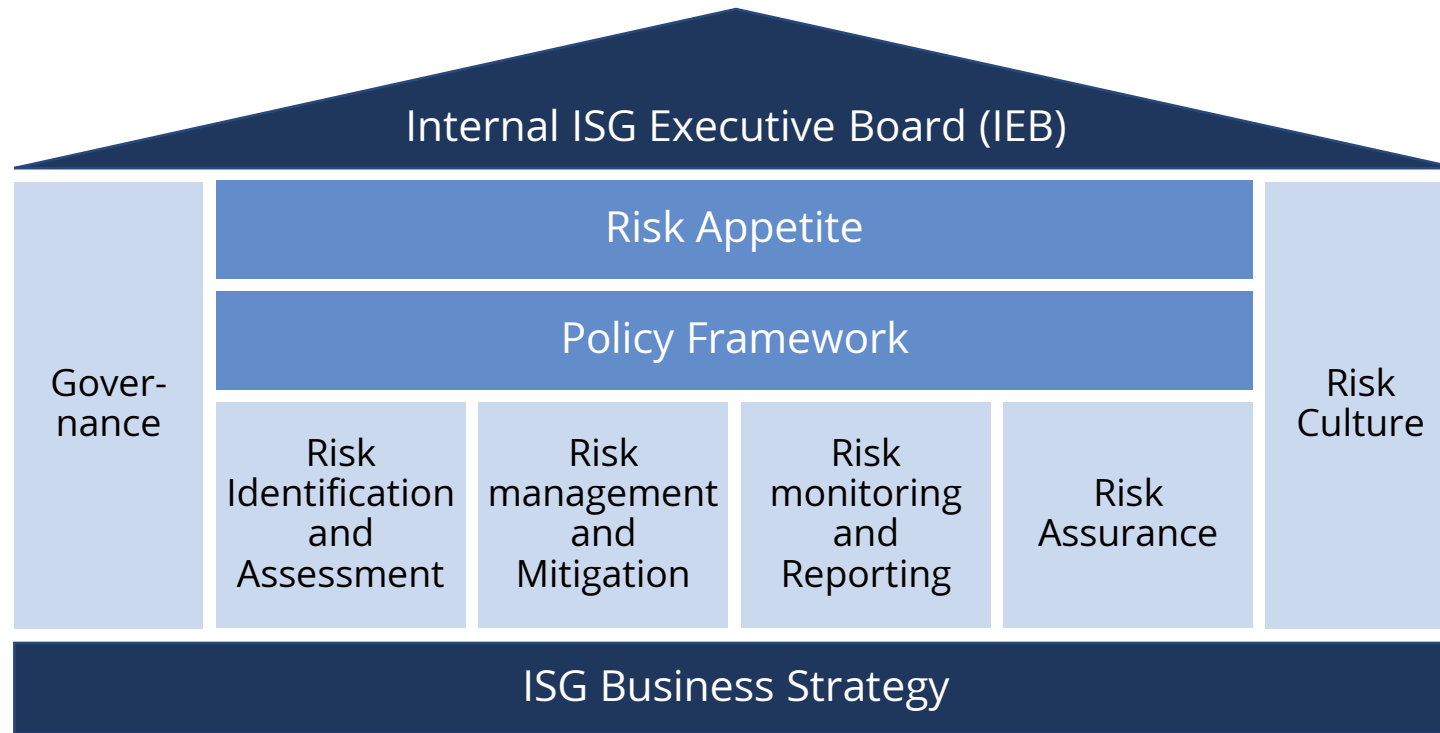 Internal ISG Executive Board (IEB)
Risk Appetite
Policy Framework
Gover-
nance
Risk
Identification
and
Assessment
Risk
management
and
Mitigation
Risk
monitoring
and
Reporting
Risk
Assurance
Risk
Culture
ISG Business Strategy